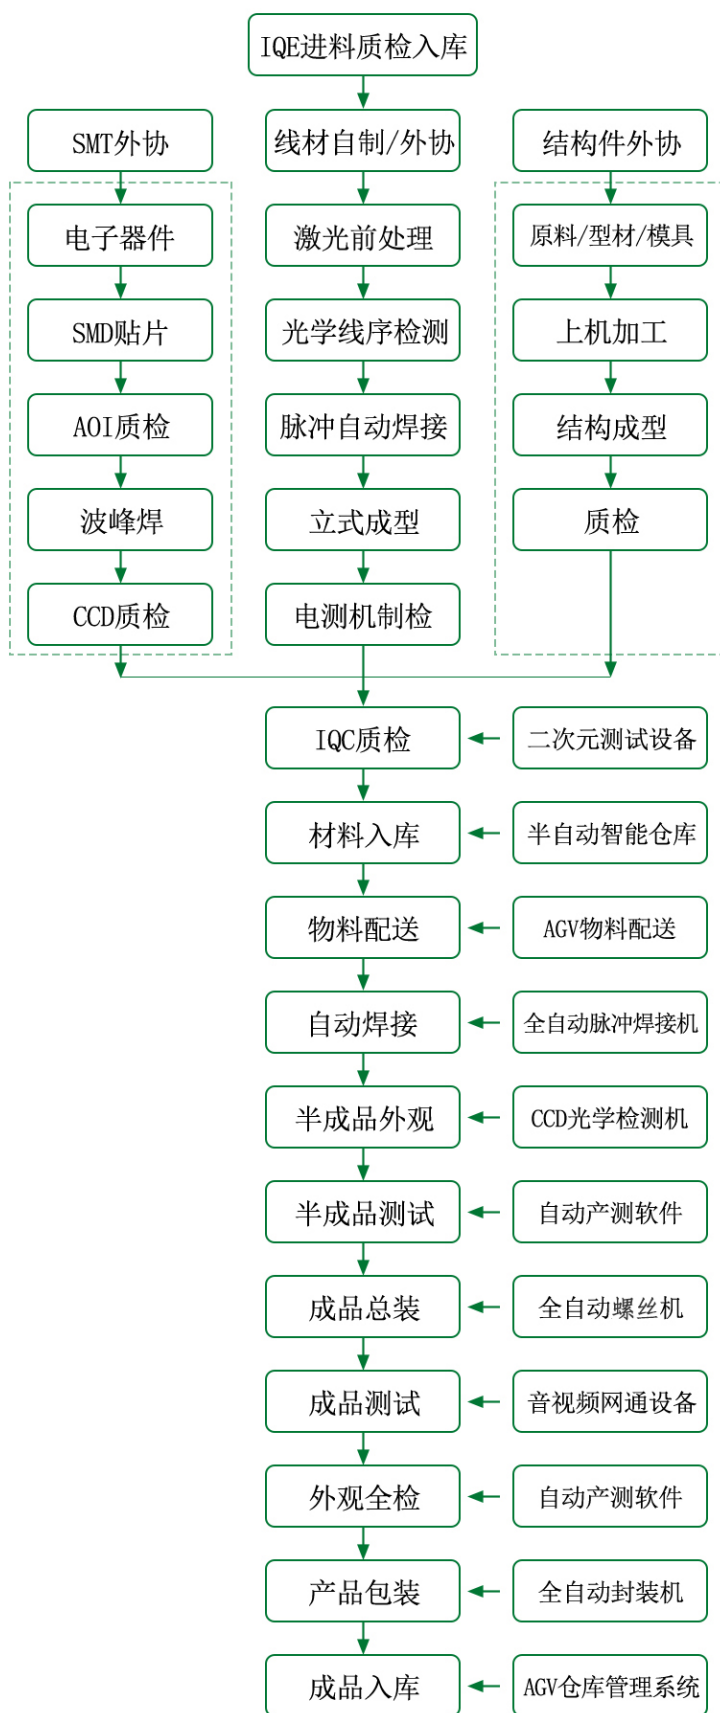 IQE进料质检入库
SMT外协
线材自制/外协
结构件外协
电子器件
激光前处理
原料/型材/模具
SMD贴片
光学线序检测
上机加工
AOI质检
脉冲自动焊接
结构成型
波峰焊
立式成型
质检
CCD质检
电测机制检
IQC质检
二次元测试设备
材料入库
半自动智能仓库
物料配送
AGV物料配送
自动焊接
全自动脉冲焊接机
半成品外观
CCD光学检测机
半成品测试
自动产测软件
成品总装
全自动螺丝机
成品测试
音视频网通设备
外观全检
自动产测软件
产品包装
全自动封装机
成品入库
AGV仓库管理系统